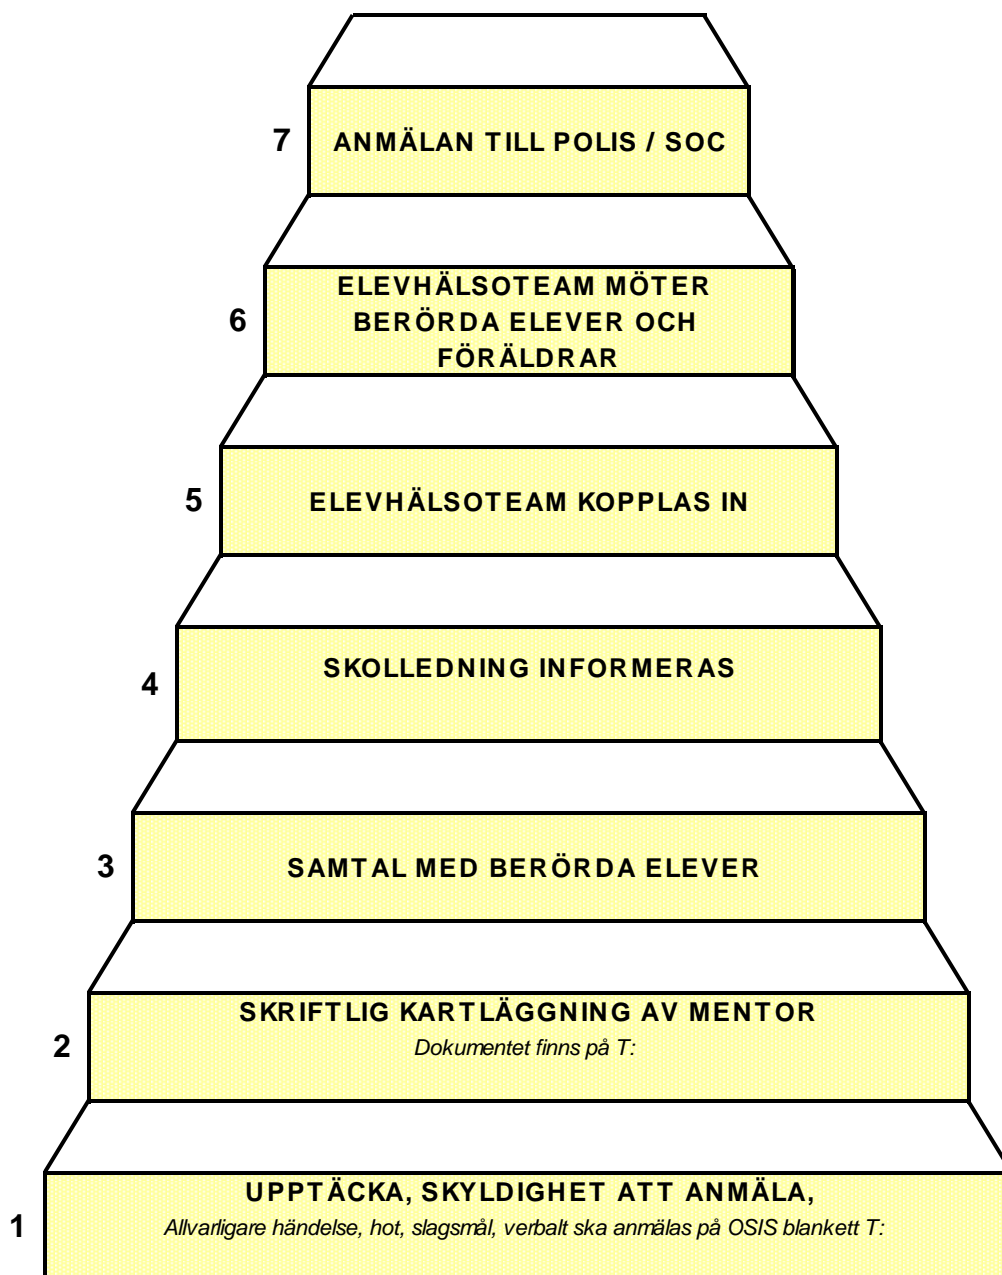 7
ANMÄLAN TILL POLIS / SOC
6
ELEVHÄLSOTEAM MÖTER
BERÖRDA ELEVER OCH
FÖRÄLDRAR
5
ELEVHÄLSOTEAM KOPPLAS IN
4
SKOLLEDNING INFORMERAS
3
SAMTAL MED BERÖRDA ELEVER
2
SKRIFTLIG KARTLÄGGNING AV MENTOR
Dokumentet finns på T:
1
UPPTÄCKA, SKYLDIGHET ATT ANMÄLA,
Allvarligare händelse, hot, slagsmål, verbalt ska anmälas på OSIS blankett T: